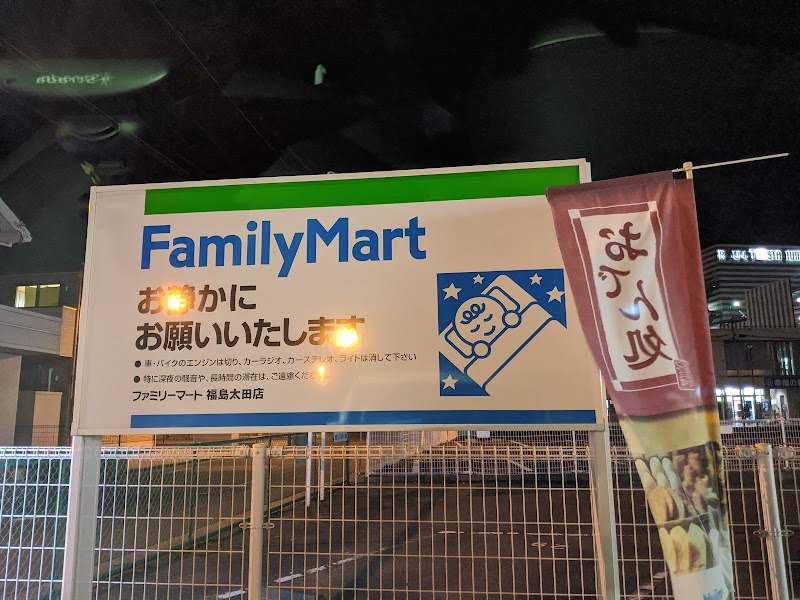 FamilyMart
お静かに
お願いいたします
● 車・バイクのエンジンは切り、カーラジオ、カーステレオ、ライトは消して下さい
● 特に深夜の騒音や、長時間の滞在は、ご遠慮くだ
ファミリーマート 福島太田店
おでん処